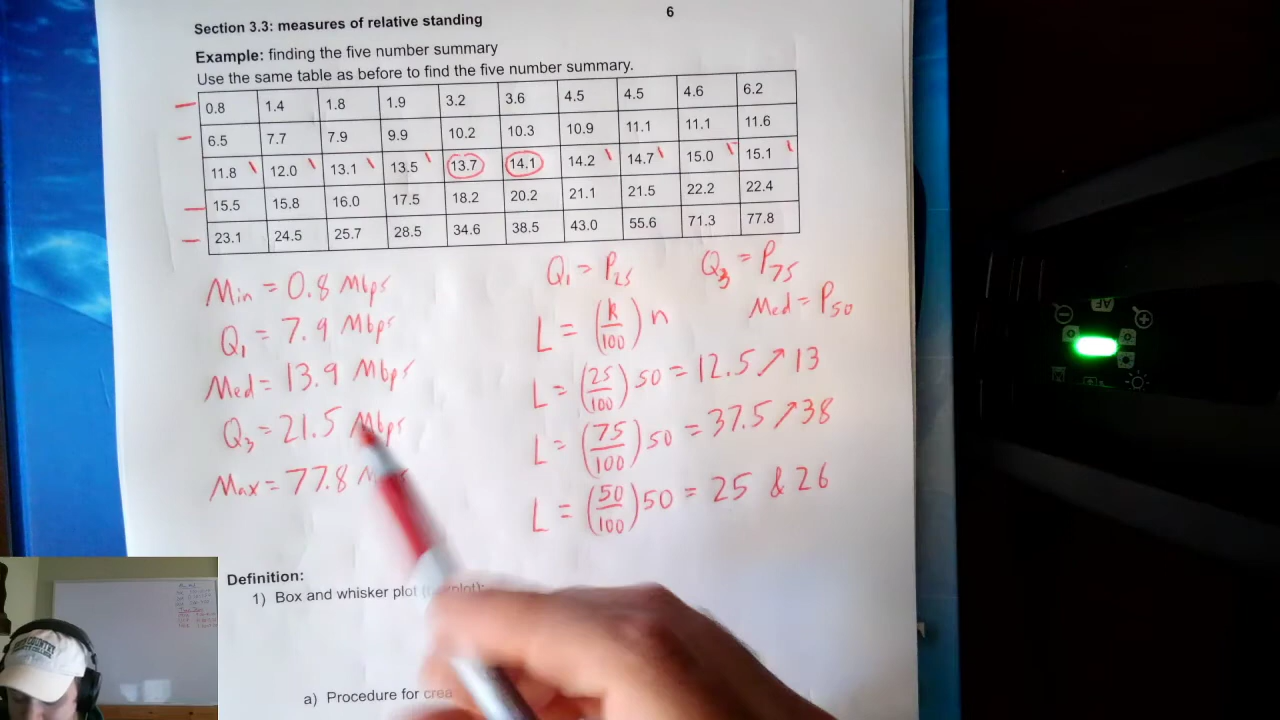 Section 3.3: measures of relative standing 6
Example: finding the five number summary
Use the same table as before to find the five number summary.
0.8 1.4 1.8 1.9 3.2 3.6 4.5 4.5 4.6 6.2
6.5 7.7 7.9 9.9 10.2 10.3 10.9 11.1 11.1 11.6
11.8 12.0 13.1 13.5 13.7 14.1 14.2 14.7 15.0 15.1
15.5 15.8 16.0 17.5 18.2 20.2 21.1 21.5 22.2 22.4
23.1 24.5 25.7 28.5 34.6 38.5 43.0 55.6 71.3 77.8
Min = 0.8 Mbps
Q₁ = 7.9 Mbps
Med = 13.9 Mbps
Q₃ = 21.5 Mbps
Max = 77.8
Q₁ = P₂₅ Q₃ = P₇₅
Med = P₅₀
L = (k/100) n
L = (25/100) 50 = 12.5 ↗ 13
L = (75/100) 50 = 37.5 ↗ 38
L = (50/100) 50 = 25 & 26
Definition:
1) Box and whisker plot
a) Procedure for
AF